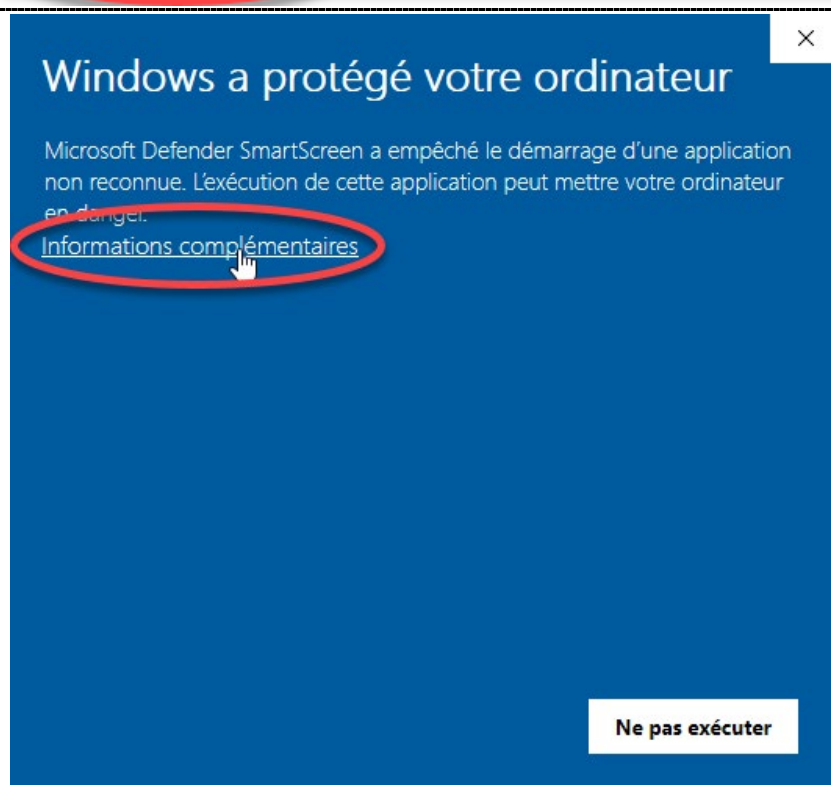 Windows a protégé votre ordinateur
Microsoft Defender SmartScreen a empêché le démarrage d'une application
non reconnue. L'exécution de cette application peut mettre votre ordinateur
en danger.
Informations complémentaires
Ne pas exécuter